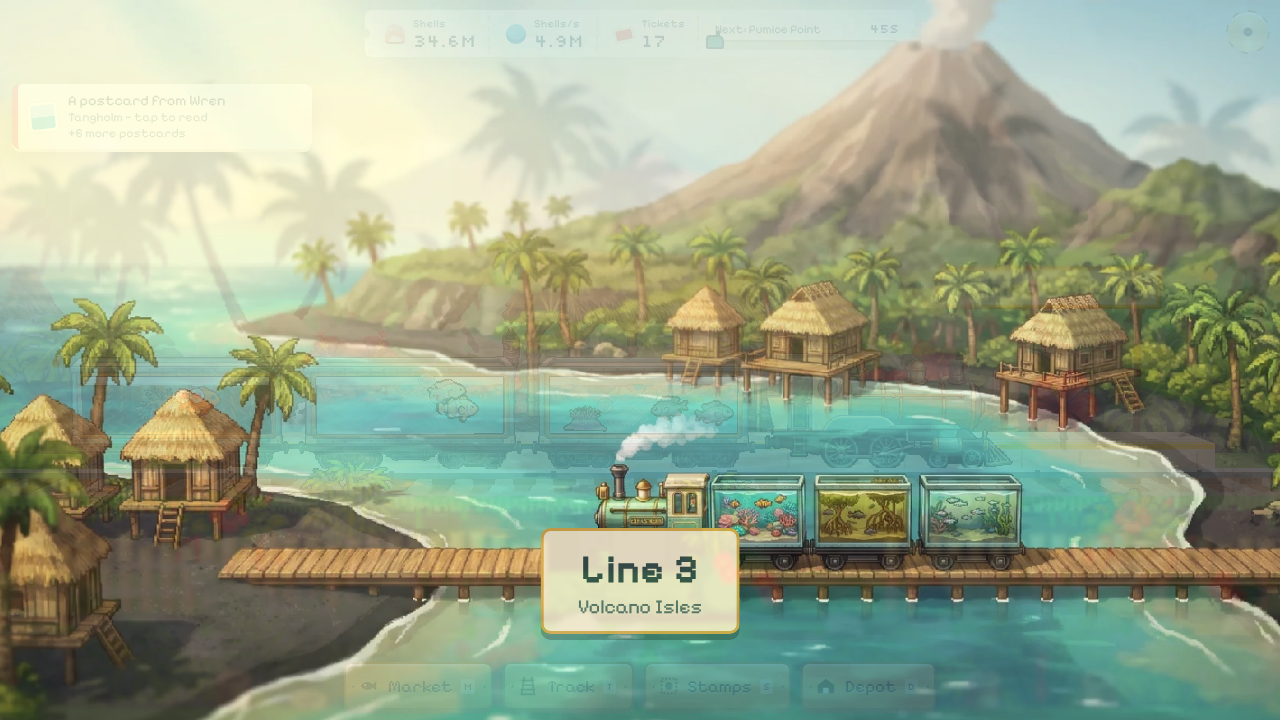 Shells
34.6M
Shells/s
4.9M
Tickets
17
Next: Pumice Point
45s
A postcard from Wren
Tangholm - tap to read
+6 more postcards
Line 3
Volcano Isles
Market M
Track T
Stamps S
Depot D